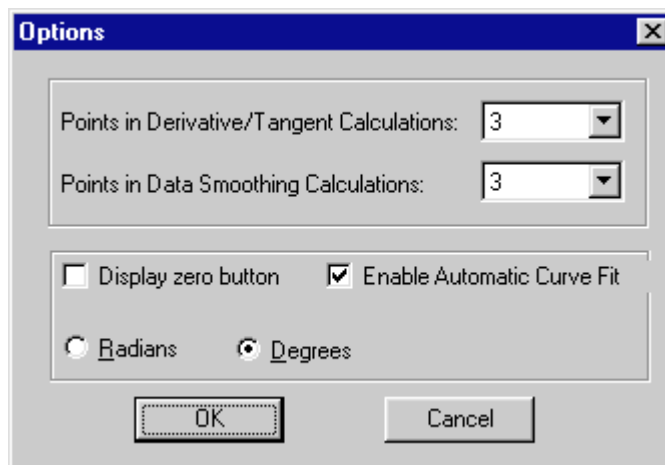 Options
Points in Derivative/Tangent Calculations: 3
Points in Data Smoothing Calculations: 3
Display zero button Enable Automatic Curve Fit
Radians Degrees
OK Cancel